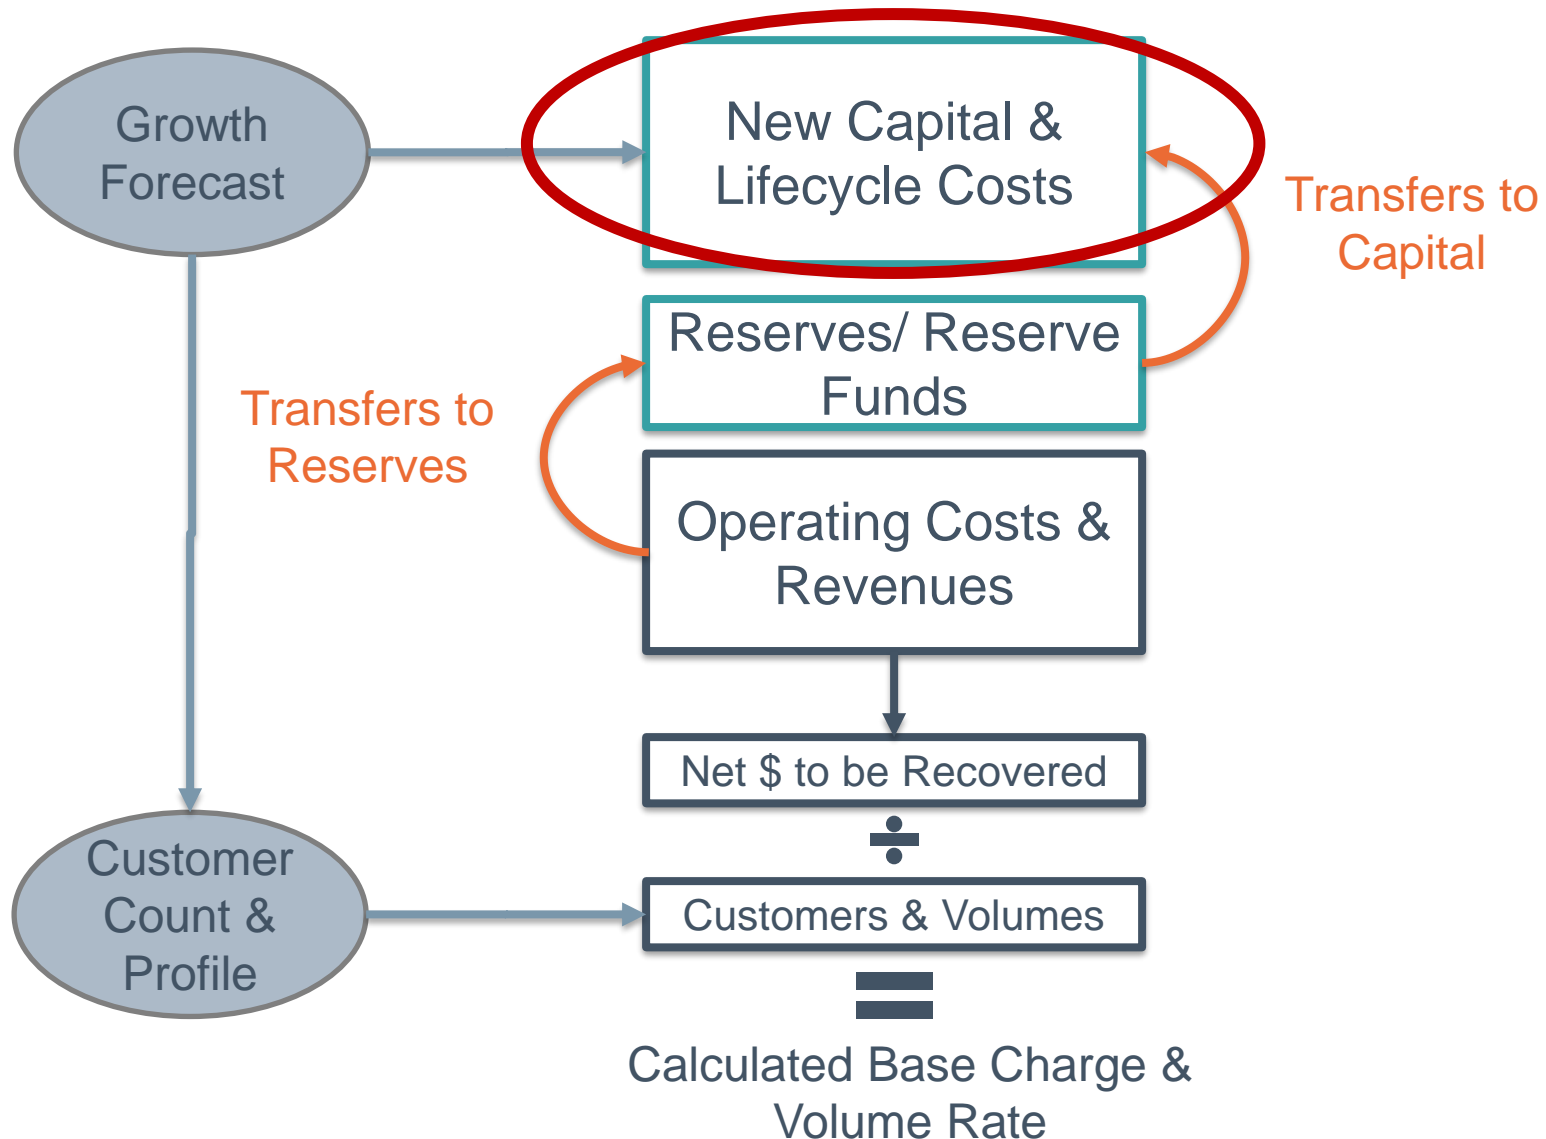 Growth
Forecast
New Capital &
Lifecycle Costs
Transfers to
Capital
Reserves/ Reserve
Funds
Transfers to
Reserves
Operating Costs &
Revenues
Net $ to be Recovered
÷
Customer
Count &
Profile
Customers & Volumes
=
Calculated Base Charge &
Volume Rate